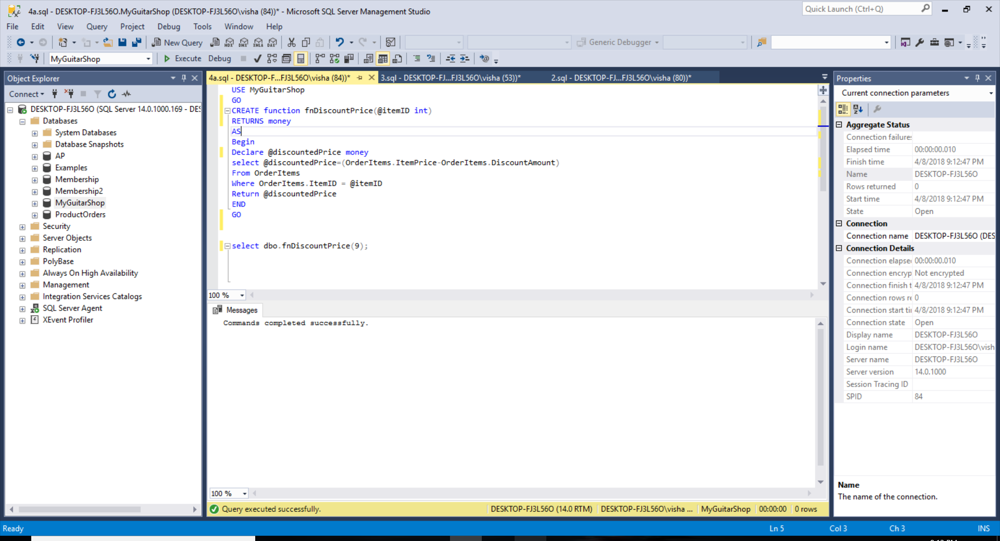 4a.sql - DESKTOP-FJ3L56O.MyGuitarShop (DESKTOP-FJ3L56O\visha (84))* - Microsoft SQL Server Management Studio
Quick Launch (Ctrl+Q)
File Edit View Query Project Debug Tools Window Help
New Query MDX DMX XMLA DAX Generic Debugger
MyGuitarShop Execute Debug
Object Explorer
Connect
DESKTOP-FJ3L56O (SQL Server 14.0.1000.169 - DES
Databases
System Databases
Database Snapshots
AP
Examples
Membership
Membership2
MyGuitarShop
ProductOrders
Security
Server Objects
Replication
PolyBase
Always On High Availability
Management
Integration Services Catalogs
SQL Server Agent
XEvent Profiler
4a.sql - DESKTOP-F...FJ3L56O\visha (84))* 3.sql - DESKTOP-FJ...FJ3L56O\visha (53))* 2.sql - DESKTOP-FJ...FJ3L56O\visha (80))*
USE MyGuitarShop
GO
CREATE function fnDiscountPrice(@itemID int)
RETURNS money
AS
Begin
Declare @discountedPrice money
select @discountedPrice=(OrderItems.ItemPrice-OrderItems.DiscountAmount)
From OrderItems
Where OrderItems.ItemID = @itemID
Return @discountedPrice
END
GO
select dbo.fnDiscountPrice(9);
100 %
Messages
Commands completed successfully.
100 %
Query executed successfully. DESKTOP-FJ3L56O (14.0 RTM) DESKTOP-FJ3L56O\visha ... MyGuitarShop 00:00:00 0 rows
Properties
Current connection parameters
Aggregate Status
Connection failures
Elapsed time 00:00:00.010
Finish time 4/8/2018 9:12:47 PM
Name DESKTOP-FJ3L56O
Rows returned 0
Start time 4/8/2018 9:12:47 PM
State Open
Connection
Connection name DESKTOP-FJ3L56O (DES
Connection Details
Connection elapse 00:00:00.010
Connection encryp Not encrypted
Connection finish t 4/8/2018 9:12:47 PM
Connection rows re 0
Connection start ti 4/8/2018 9:12:47 PM
Connection state Open
Display name DESKTOP-FJ3L56O
Login name DESKTOP-FJ3L56O\vish
Server name DESKTOP-FJ3L56O
Server version 14.0.1000
Session Tracing ID
SPID 84
Name
The name of the connection.
Ready Ln 5 Col 3 Ch 3 INS